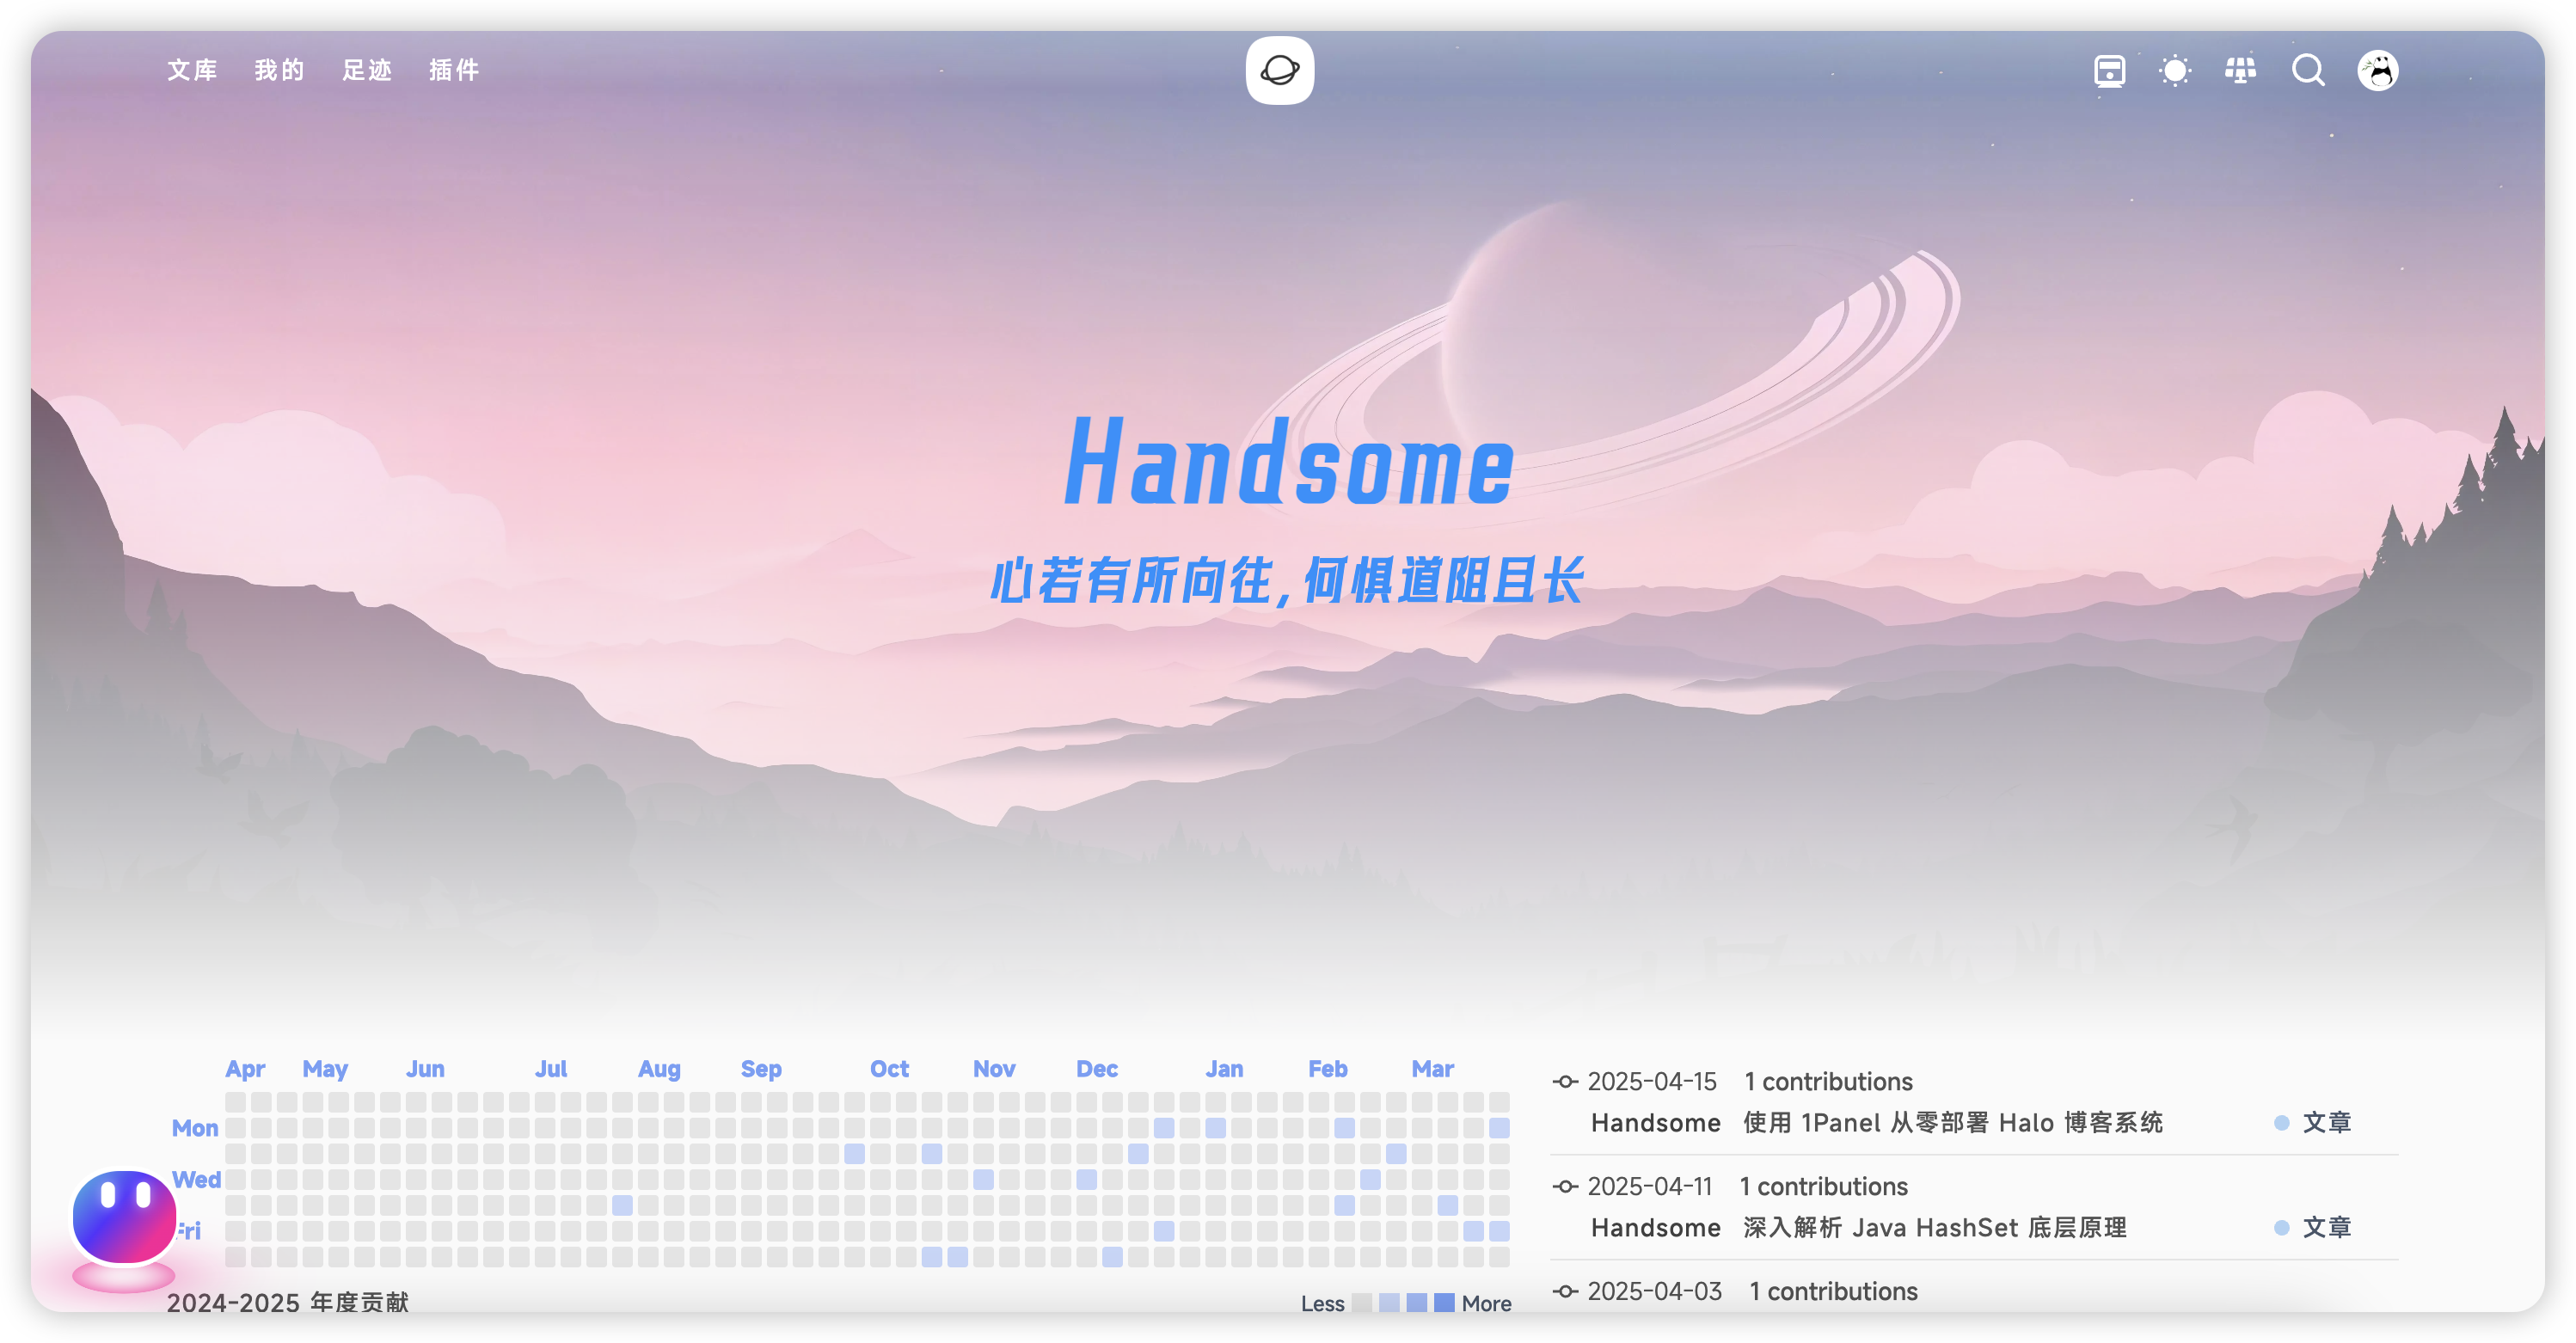 文库 我的 足迹 插件
Handsome
心若有所向往,何惧道阻且长
Apr May Jun Jul Aug Sep Oct Nov Dec Jan Feb Mar
Mon
Wed
Fri
2024-2025 年度贡献
Less More
2025-04-15 1 contributions
Handsome 使用 1Panel 从零部署 Halo 博客系统 文章
2025-04-11 1 contributions
Handsome 深入解析 Java HashSet 底层原理 文章
2025-04-03 1 contributions